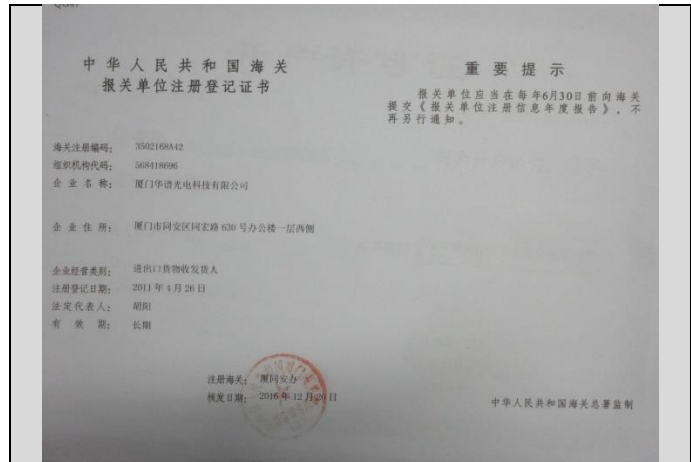 中华人民共和国海关
报关单位注册登记证书
海关注册编码: 3502168A42
组织机构代码: 568418696
企业名称: 厦门华谱光电科技有限公司
企业住所: 厦门市同安区同宏路630号办公楼一层西侧
企业经营类别: 进出口货物收发货人
注册登记日期: 2011年4月26日
法定代表人: 胡阳
有效期: 长期
注册海关: 厦同安办
核发日期: 2016年12月20日
重要提示
报关单位应当在每年6月30日前向海关
提交《报关单位注册信息年度报告》,不
再另行通知。
中华人民共和国海关总署监制